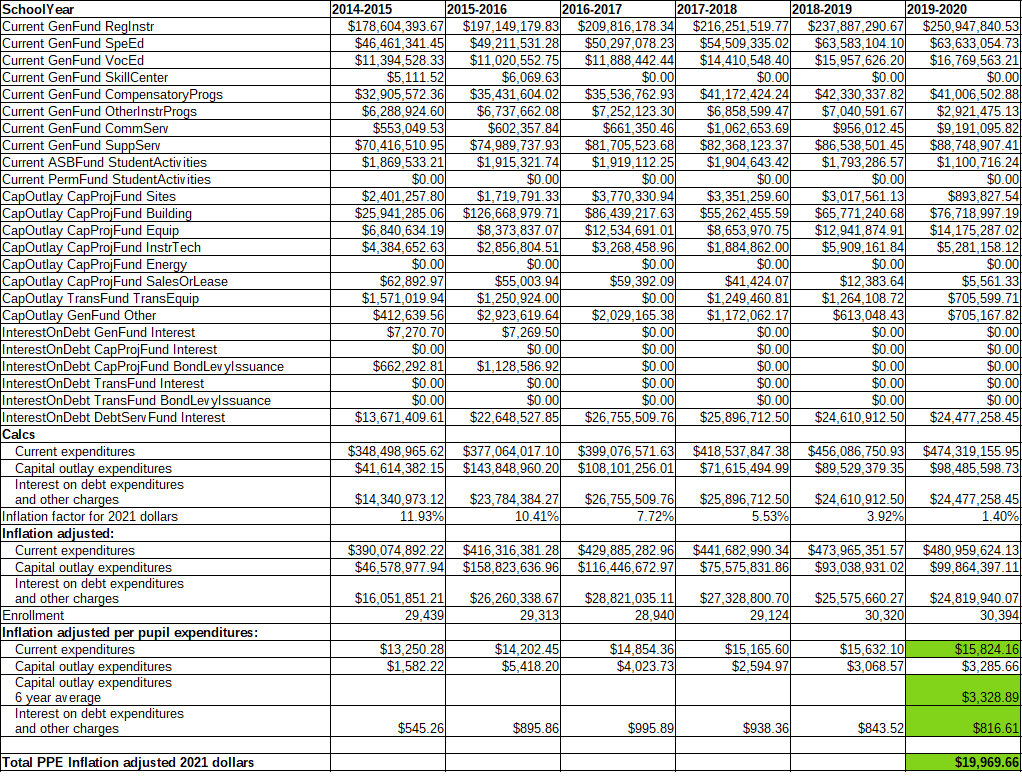 SchoolYear 2014-2015 2015-2016 2016-2017 2017-2018 2018-2019 2019-2020
Current GenFund RegInstr $178,604,393.67 $197,149,179.83 $209,816,178.34 $216,251,519.77 $237,887,290.67 $250,947,840.53
Current GenFund SpeEd $46,461,341.45 $49,211,531.28 $50,297,078.23 $54,509,335.02 $63,583,104.10 $63,633,054.73
Current GenFund VocEd $11,394,528.33 $11,020,552.75 $11,888,442.44 $14,410,548.40 $15,957,626.20 $16,769,563.21
Current GenFund SkillCenter $5,111.52 $6,069.63 $0.00 $0.00 $0.00 $0.00
Current GenFund CompensatoryProgs $32,905,572.36 $35,431,604.02 $35,536,762.93 $41,172,424.24 $42,330,337.82 $41,006,502.88
Current GenFund OtherInstrProgs $6,288,924.60 $6,737,662.08 $7,252,123.30 $6,858,599.47 $7,040,591.67 $2,921,475.13
Current GenFund CommServ $553,049.53 $602,357.84 $661,350.46 $1,062,653.69 $956,012.45 $9,191,095.82
Current GenFund SuppServ $70,416,510.95 $74,989,737.93 $81,705,523.68 $82,368,123.37 $86,538,501.45 $88,748,907.41
Current ASBFund StudentActivities $1,869,533.21 $1,915,321.74 $1,919,112.25 $1,904,643.42 $1,793,286.57 $1,100,716.24
Current PermFund StudentActivities $0.00 $0.00 $0.00 $0.00 $0.00 $0.00
CapOutlay CapProjFund Sites $2,401,257.80 $1,719,791.33 $3,770,330.94 $3,351,259.60 $3,017,561.13 $893,827.54
CapOutlay CapProjFund Building $25,941,285.06 $126,668,979.71 $86,439,217.63 $55,262,455.59 $65,771,240.68 $76,718,997.19
CapOutlay CapProjFund Equip $6,840,634.19 $8,373,837.07 $12,534,691.01 $8,653,970.75 $12,941,874.91 $14,175,287.02
CapOutlay CapProjFund InstrTech $4,384,652.63 $2,856,804.51 $3,268,458.96 $1,884,862.00 $5,909,161.84 $5,281,158.12
CapOutlay CapProjFund Energy $0.00 $0.00 $0.00 $0.00 $0.00 $0.00
CapOutlay CapProjFund SalesOrLease $62,892.97 $55,003.94 $59,392.09 $41,424.07 $12,383.64 $5,561.33
CapOutlay TransFund TransEquip $1,571,019.94 $1,250,924.00 $0.00 $1,249,460.81 $1,264,108.72 $705,599.71
CapOutlay GenFund Other $412,639.56 $2,923,619.64 $2,029,165.38 $1,172,062.17 $613,048.43 $705,167.82
InterestOnDebt GenFund Interest $7,270.70 $7,269.50 $0.00 $0.00 $0.00 $0.00
InterestOnDebt CapProjFund Interest $0.00 $0.00 $0.00 $0.00 $0.00 $0.00
InterestOnDebt CapProjFund BondLevyIssuance $662,292.81 $1,128,586.92 $0.00 $0.00 $0.00 $0.00
InterestOnDebt TransFund Interest $0.00 $0.00 $0.00 $0.00 $0.00 $0.00
InterestOnDebt TransFund BondLevyIssuance $0.00 $0.00 $0.00 $0.00 $0.00 $0.00
InterestOnDebt DebtServFund Interest $13,671,409.61 $22,648,527.85 $26,755,509.76 $25,896,712.50 $24,610,912.50 $24,477,258.45
Calcs
Current expenditures $348,498,965.62 $377,064,017.10 $399,076,571.63 $418,537,847.38 $456,086,750.93 $474,319,155.95
Capital outlay expenditures $41,614,382.15 $143,848,960.20 $108,101,256.01 $71,615,494.99 $89,529,379.35 $98,485,598.73
Interest on debt expenditures
and other charges $14,340,973.12 $23,784,384.27 $26,755,509.76 $25,896,712.50 $24,610,912.50 $24,477,258.45
Inflation factor for 2021 dollars 11.93% 10.41% 7.72% 5.53% 3.92% 1.40%
Inflation adjusted:
Current expenditures $390,074,892.22 $416,316,381.28 $429,885,282.96 $441,682,990.34 $473,965,351.57 $480,959,624.13
Capital outlay expenditures $46,578,977.94 $158,823,636.96 $116,446,672.97 $75,575,831.86 $93,038,931.02 $99,864,397.11
Interest on debt expenditures
and other charges $16,051,851.21 $26,260,338.67 $28,821,035.11 $27,328,800.70 $25,575,660.27 $24,819,940.07
Enrollment 29,439 29,313 28,940 29,124 30,320 30,394
Inflation adjusted per pupil expenditures:
Current expenditures $13,250.28 $14,202.45 $14,854.36 $15,165.60 $15,632.10 $15,824.16
Capital outlay expenditures $1,582.22 $5,418.20 $4,023.73 $2,594.97 $3,068.57 $3,285.66
Capital outlay expenditures
6 year average $3,328.89
Interest on debt expenditures
and other charges $545.26 $895.86 $995.89 $938.36 $843.52 $816.61
Total PPE Inflation adjusted 2021 dollars $19,969.66